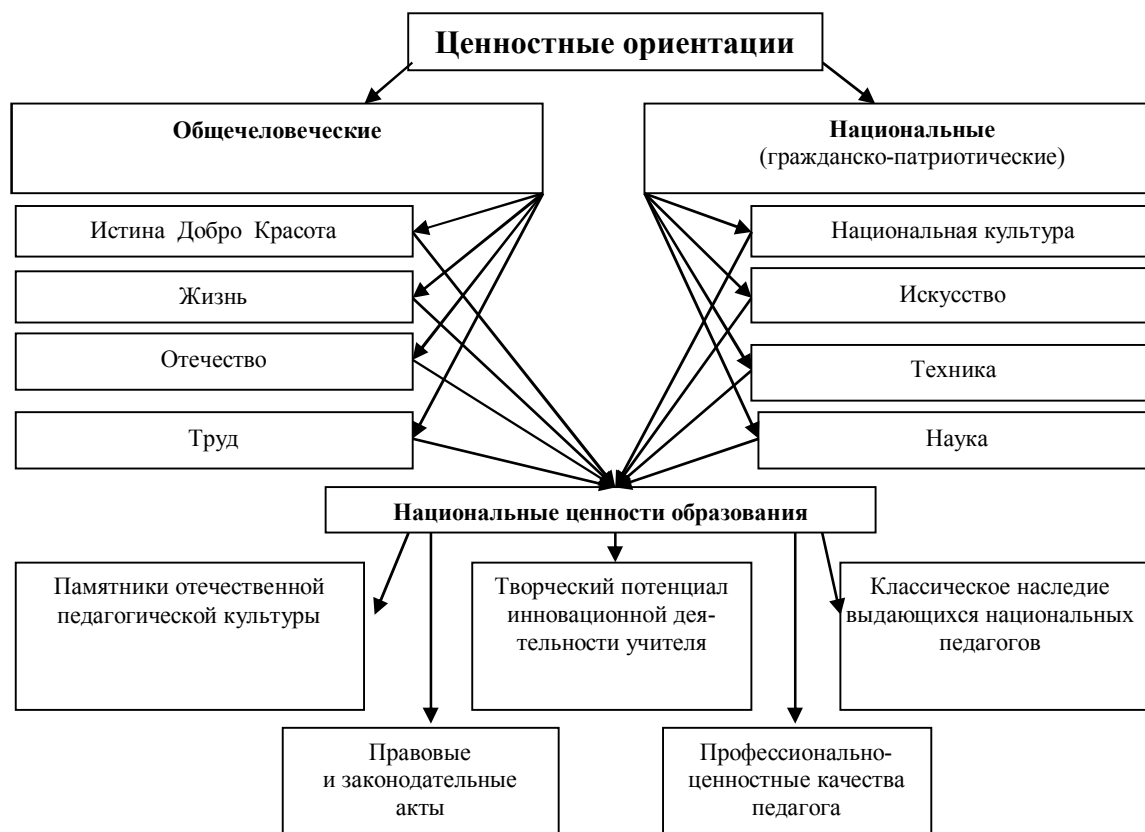 Ценностные ориентации
Общечеловеческие
Национальные
(гражданско-патриотические)
Истина Добро Красота
Национальная культура
Жизнь
Искусство
Отечество
Техника
Труд
Наука
Национальные ценности образования
Памятники отечественной
педагогической культуры
Творческий потенциал
инновационной дея-
тельности учителя
Классическое наследие
выдающихся национальных
педагогов
Правовые
и законодательные
акты
Профессионально-
ценностные качества
педагога